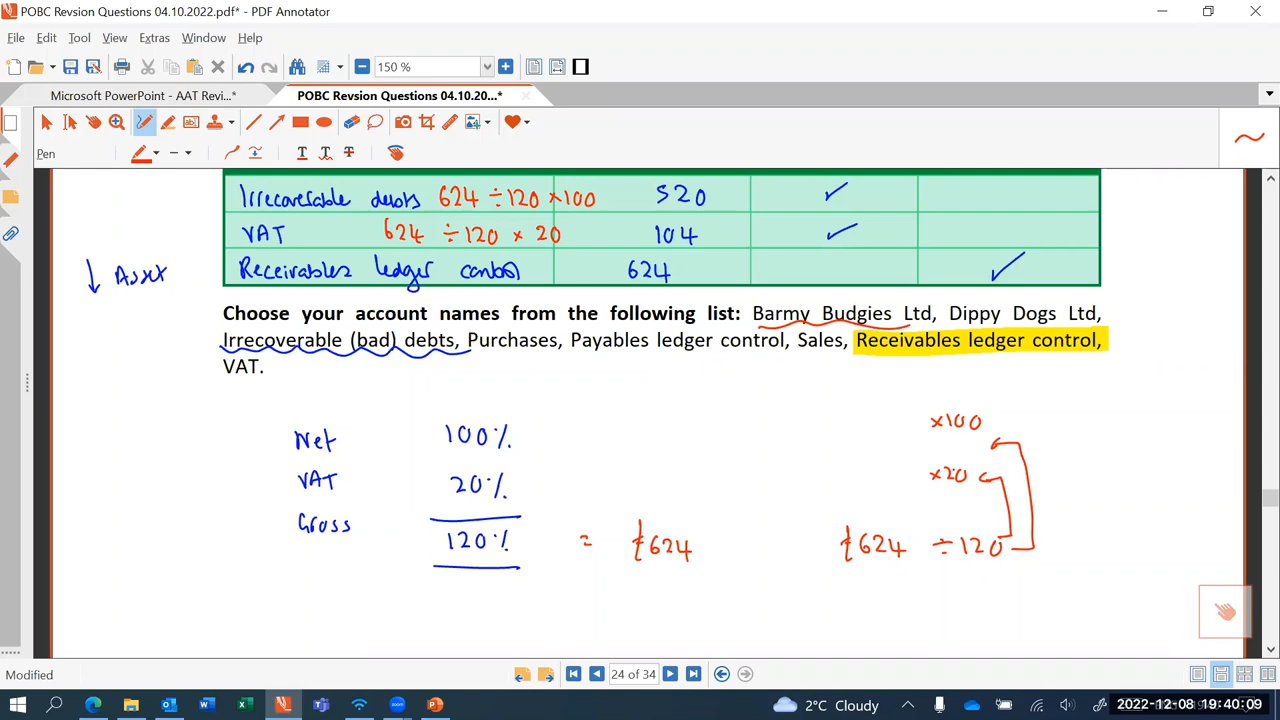 POBC Revsion Questions 04.10.2022.pdf* - PDF Annotator
File Edit Tool View Extras Window Help
150 %
Microsoft PowerPoint - AAT Revi...*
POBC Revsion Questions 04.10.20...*
Pen
Irrecoverable debts 624 ÷120 ×100 520 ✓
VAT 624 ÷120 × 20 104 ✓
↓ Asset Receivables ledger control 624 ✓
Choose your account names from the following list: Barmy Budgies Ltd, Dippy Dogs Ltd,
Irrecoverable (bad) debts, Purchases, Payables ledger control, Sales, Receivables ledger control,
VAT.
×100
Net 100%
VAT 20% ×20
Gross
120% = £624 £624 ÷120
Modified 24 of 34
2°C Cloudy 2022-12-08 19:40:09